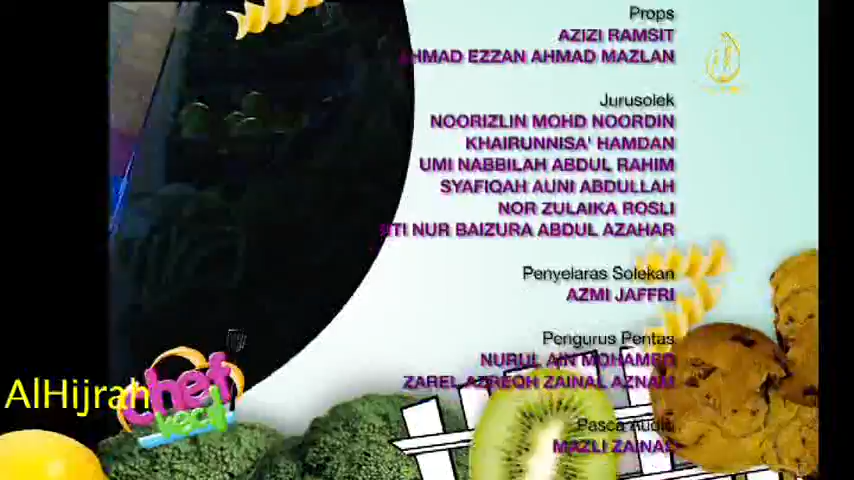 Props
AZIZI RAMSIT
AHMAD EZZAN AHMAD MAZLAN
Jurusolek
NOORIZLIN MOHD NOORDIN
KHAIRUNNISA' HAMDAN
UMI NABBILAH ABDUL RAHIM
SYAFIQAH AUNI ABDULLAH
NOR ZULAIKA ROSLI
SITI NUR BAIZURA ABDUL AZAHAR
Penyelaras Solekan
AZMI JAFFRI
Pengurus Pentas
NURUL AIN MOHAMED
ZAREL AZREQH ZAINAL AZNAM
Pasca Audio
MAZLI ZAINAL
AlHijrah
chef
kecil